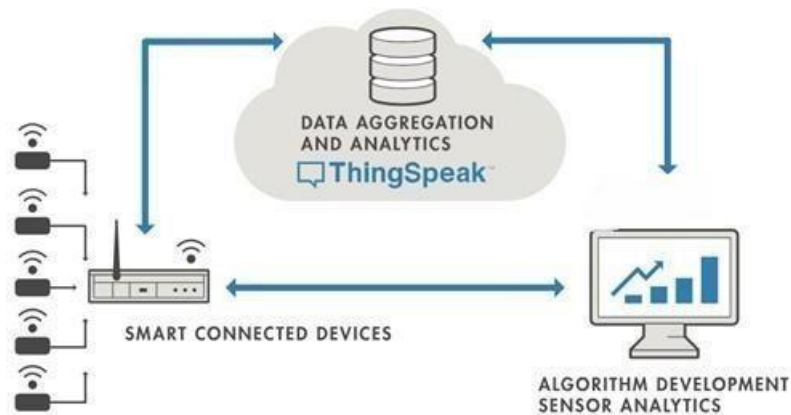 DATA AGGREGATION
AND ANALYTICS
ThingSpeak™
SMART CONNECTED DEVICES
ALGORITHM DEVELOPMENT
SENSOR ANALYTICS